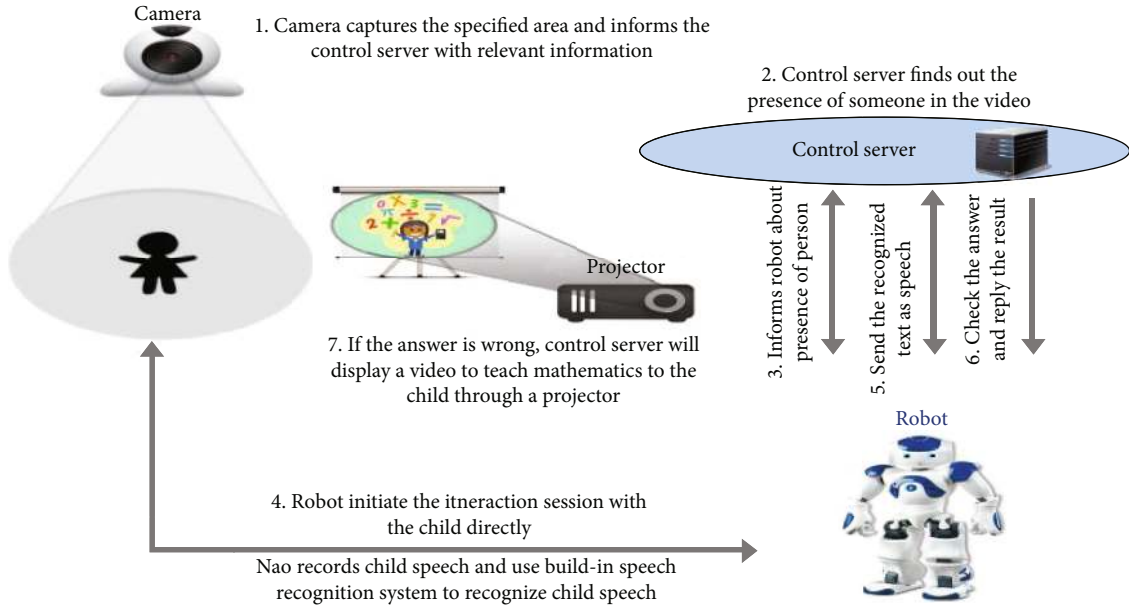 Camera
1. Camera captures the specified area and informs the
control server with relevant information
2. Control server finds out the
presence of someone in the video
Control server
3. Informs robot about
presence of person
5. Send the recognized
text as speech
6. Check the answer
and reply the result
Projector
7. If the answer is wrong, control server will
display a video to teach mathematics to the
child through a projector
Robot
4. Robot initiate the itneraction session with
the child directly
Nao records child speech and use build-in speech
recognition system to recognize child speech